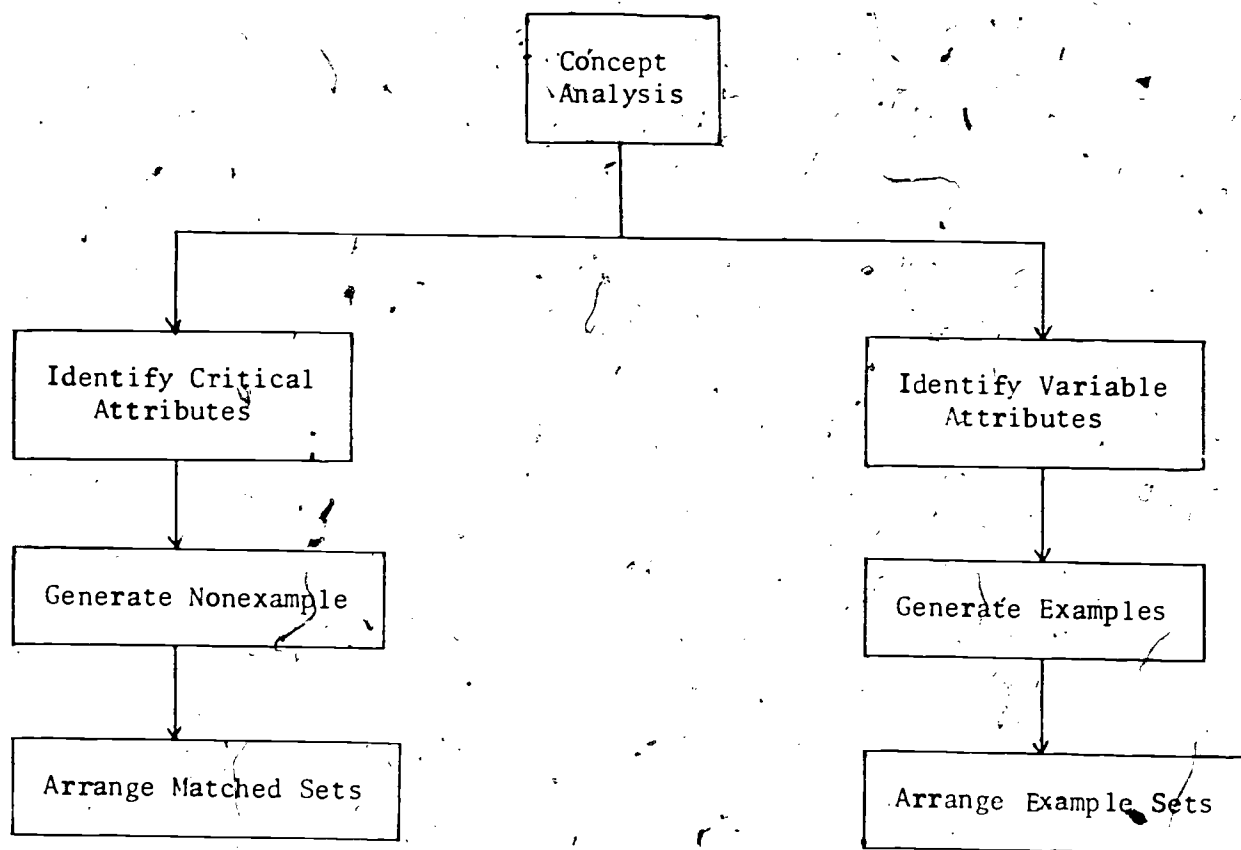 Concept
Analysis
Identify Critical
Attributes
Identify Variable
Attributes
Generate Nonexample
Generate Examples
Arrange Matched Sets
Arrange Example Sets